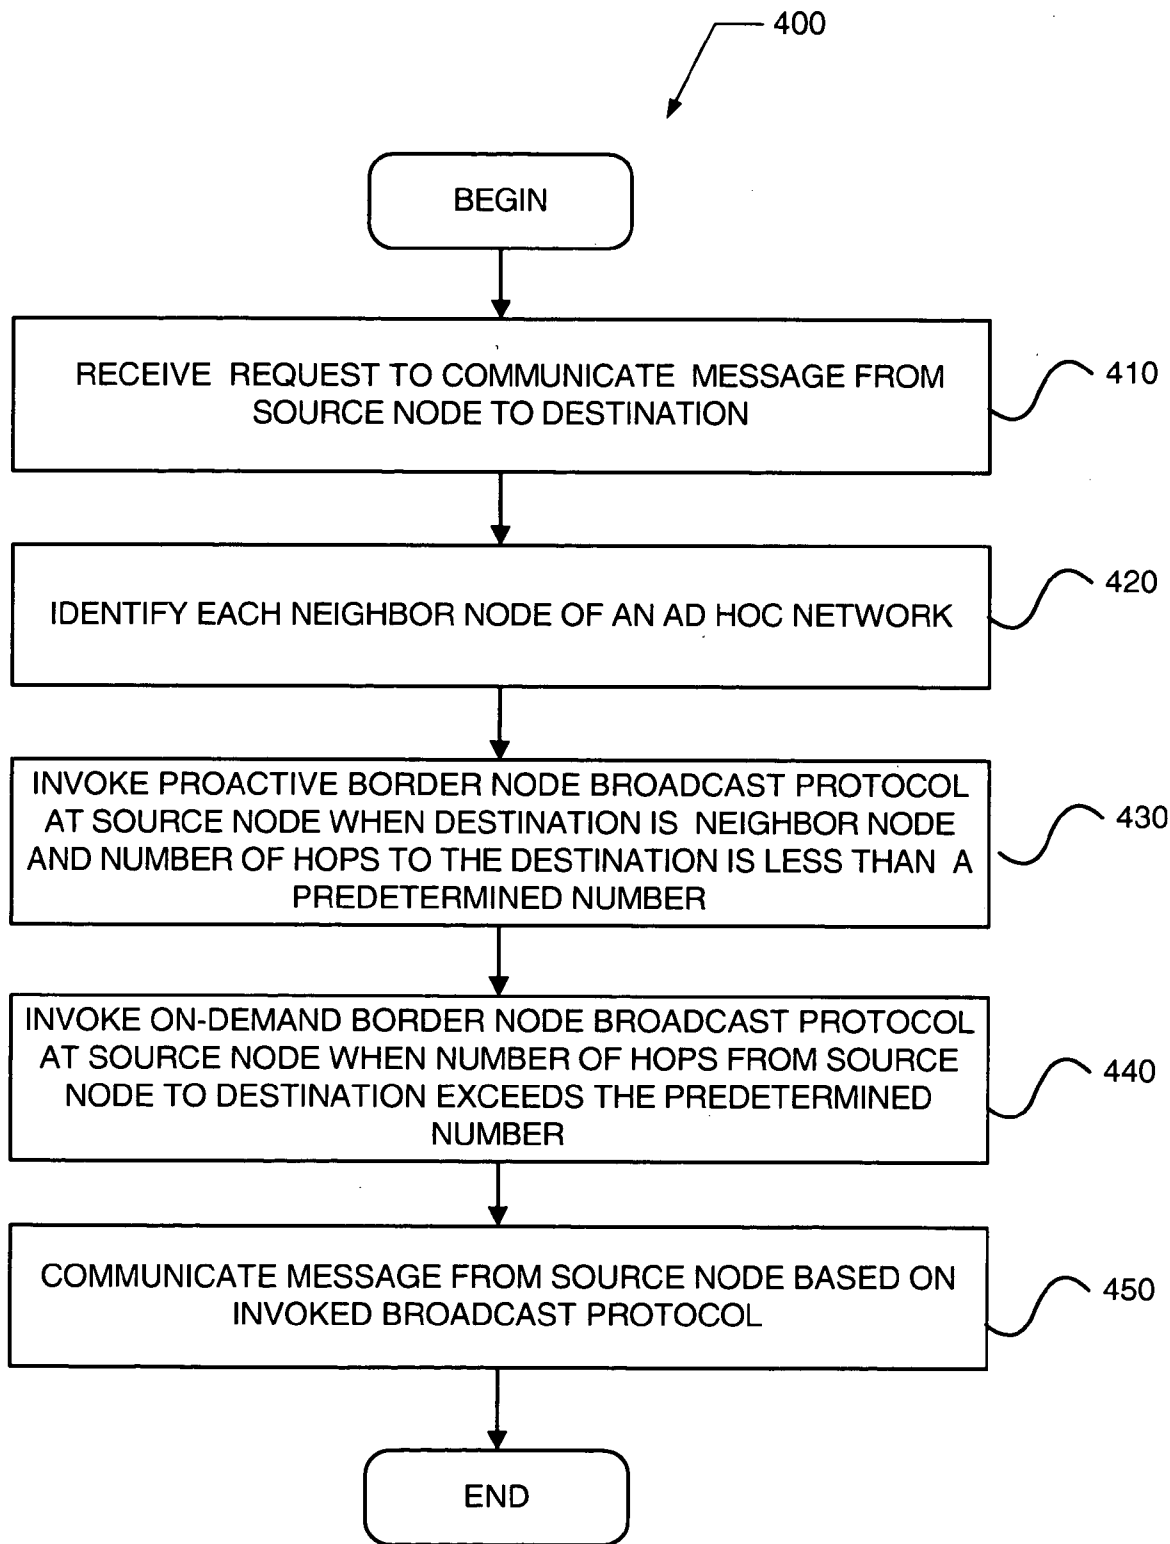 400
BEGIN
RECEIVE REQUEST TO COMMUNICATE MESSAGE FROM
SOURCE NODE TO DESTINATION
410
IDENTIFY EACH NEIGHBOR NODE OF AN AD HOC NETWORK
420
INVOKE PROACTIVE BORDER NODE BROADCAST PROTOCOL
AT SOURCE NODE WHEN DESTINATION IS NEIGHBOR NODE
AND NUMBER OF HOPS TO THE DESTINATION IS LESS THAN A
PREDETERMINED NUMBER
430
INVOKE ON-DEMAND BORDER NODE BROADCAST PROTOCOL
AT SOURCE NODE WHEN NUMBER OF HOPS FROM SOURCE
NODE TO DESTINATION EXCEEDS THE PREDETERMINED
NUMBER
440
COMMUNICATE MESSAGE FROM SOURCE NODE BASED ON
INVOKED BROADCAST PROTOCOL
450
END